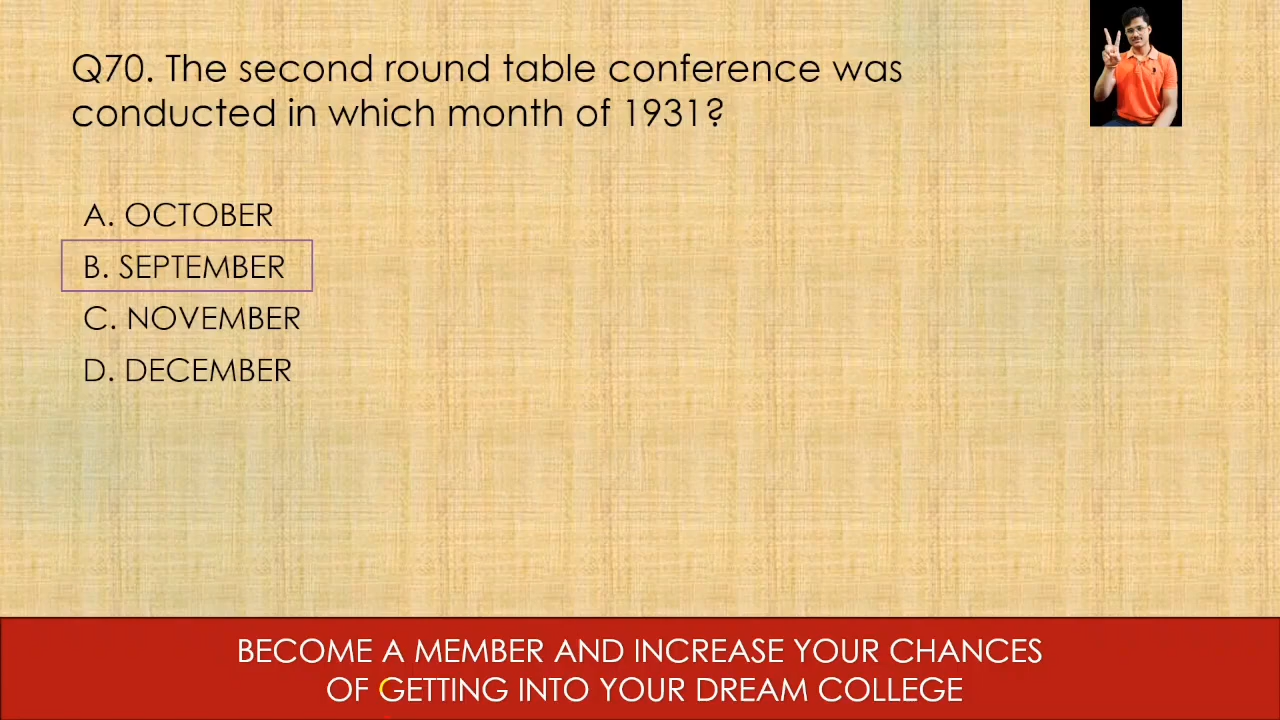 Q70. The second round table conference was
conducted in which month of 1931?
A. OCTOBER
B. SEPTEMBER
C. NOVEMBER
D. DECEMBER
BECOME A MEMBER AND INCREASE YOUR CHANCES
OF GETTING INTO YOUR DREAM COLLEGE